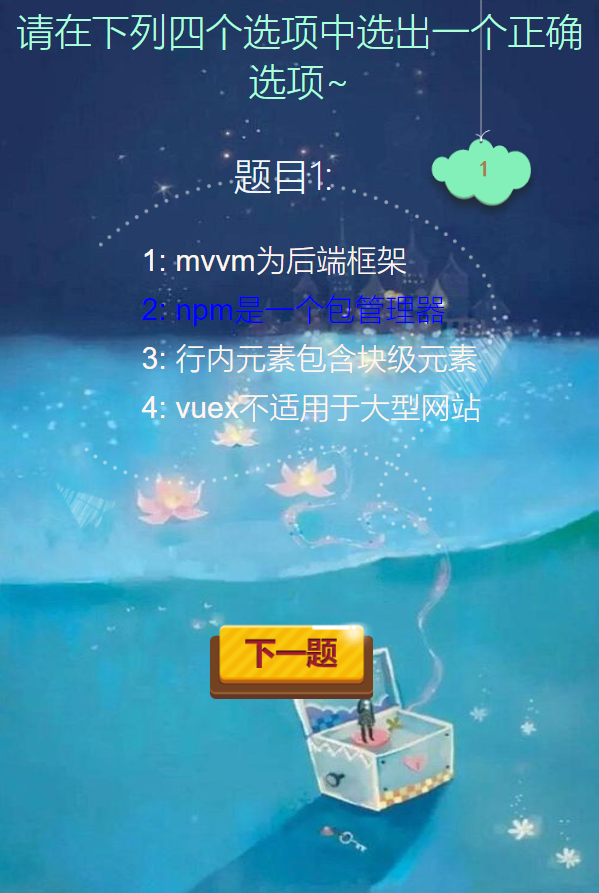 请在下列四个选项中选出一个正确
选项~
1
题目1:
1: mvvm为后端框架
2: npm是一个包管理器
3: 行内元素包含块级元素
4: vuex不适用于大型网站
下一题